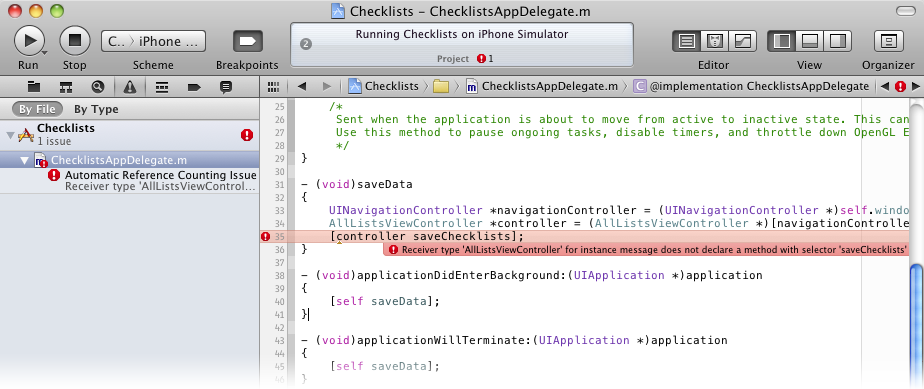 Checklists – ChecklistsAppDelegate.m
C... › iPhone ...
2
Running Checklists on iPhone Simulator
Project 1
Run Stop Scheme Breakpoints Editor View Organizer
Checklists › › ChecklistsAppDelegate.m › C @implementation ChecklistsAppDelegate
By File By Type
Checklists
1 issue
ChecklistsAppDelegate.m
Automatic Reference Counting Issue
Receiver type 'AllListsViewControl...
25 /*
26 Sent when the application is about to move from active to inactive state. This can
27 Use this method to pause ongoing tasks, disable timers, and throttle down OpenGL E
28 */
29 }
30
31 - (void)saveData
32 {
33 UINavigationController *navigationController = (UINavigationController *)self.windo
34 AllListsViewController *controller = (AllListsViewController *)[navigationControlle
35 [controller saveChecklists];
36 }
Receiver type 'AllListsViewController' for instance message does not declare a method with selector 'saveChecklists'
37
38 - (void)applicationDidEnterBackground:(UIApplication *)application
39 {
40 [self saveData];
41 }
42
43 - (void)applicationWillTerminate:(UIApplication *)application
44 {
45 [self saveData];
46 }